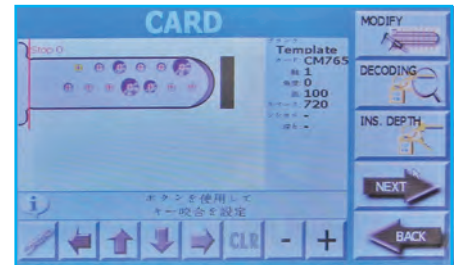 CARD
Stop 0
Template
CM765
1
0
100
720
-
-
ボタンを使用して
キー咬合を設定
i
CLR
-
+
MODIFY
DECODING
INS. DEPTH
NEXT
BACK